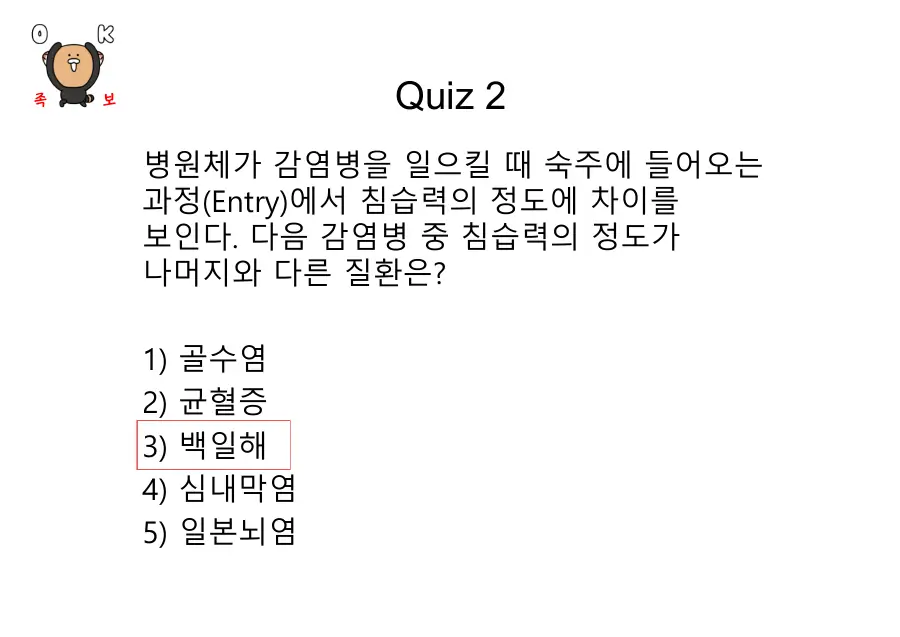 O K
족 보
Quiz 2
병원체가 감염병을 일으킬 때 숙주에 들어오는
과정(Entry)에서 침습력의 정도에 차이를
보인다. 다음 감염병 중 침습력의 정도가
나머지와 다른 질환은?
1) 골수염
2) 균혈증
3) 백일해
4) 심내막염
5) 일본뇌염